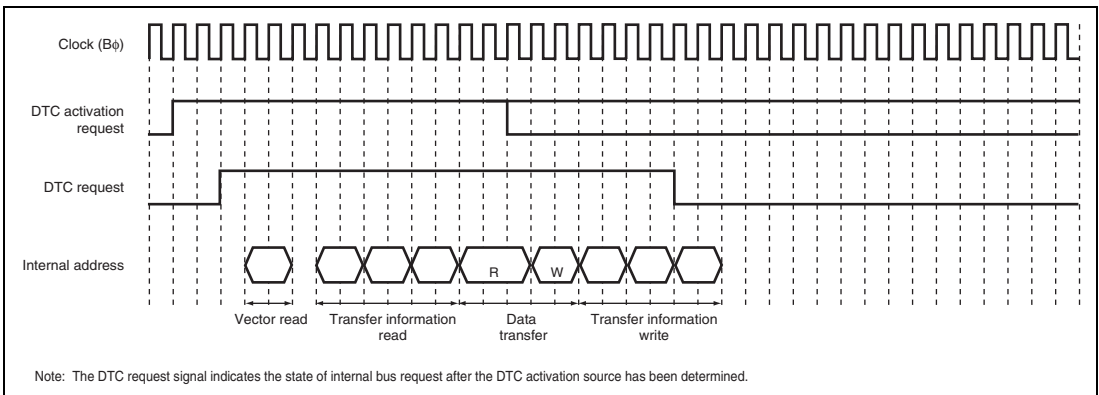 Clock (Bϕ)
DTC activation
request
DTC request
Internal address
R
W
Vector read
Transfer information
read
Data
transfer
Transfer information
write
Note: The DTC request signal indicates the state of internal bus request after the DTC activation source has been determined.